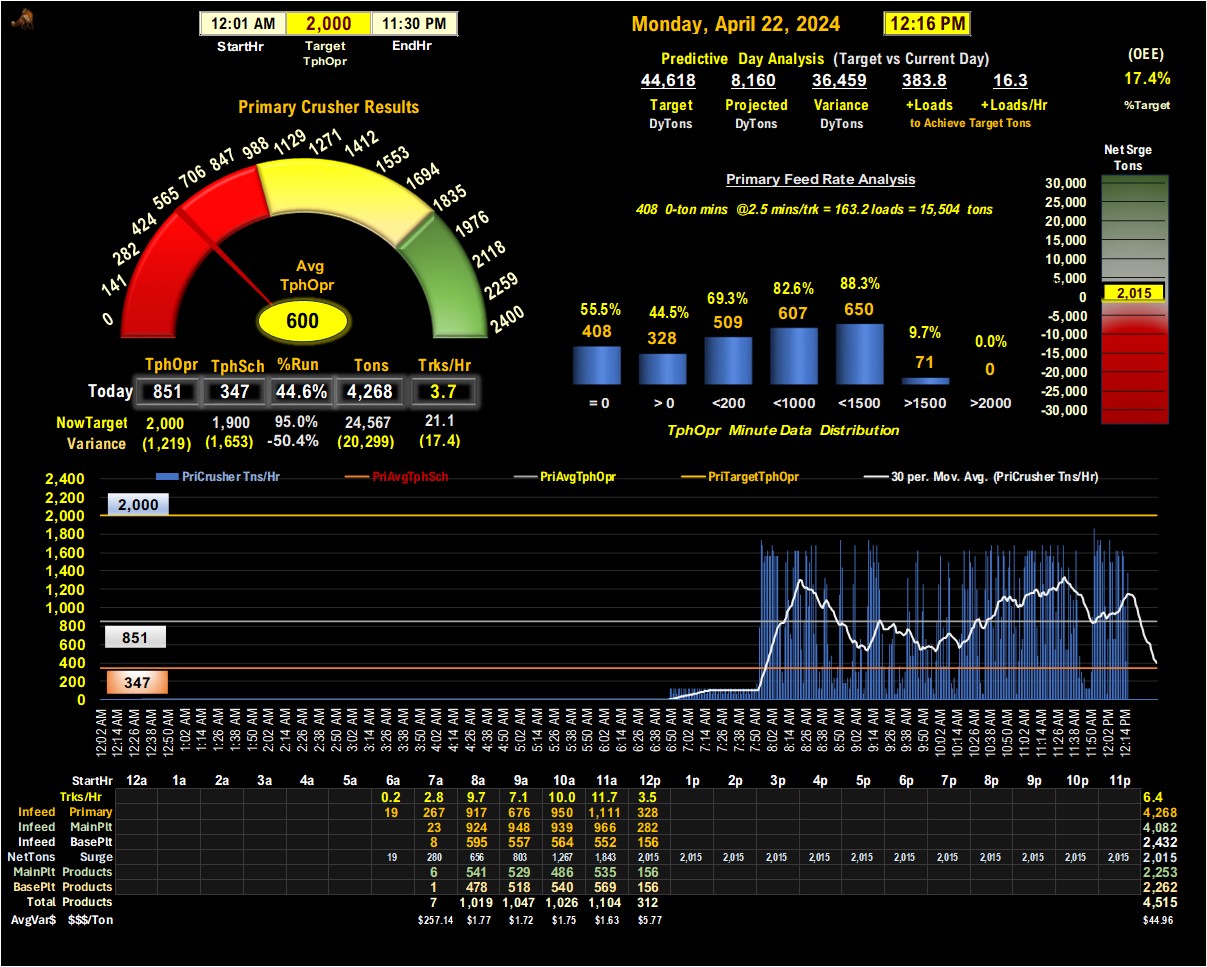 12:01 AM 2,000 11:30 PM
StartHr Target EndHr
TphOpr
Monday, April 22, 2024 12:16 PM
Predictive Day Analysis (Target vs Current Day)
44,618 8,160 36,459 383.8 16.3
Target Projected Variance +Loads +Loads/Hr
DyTons DyTons DyTons to Achieve Target Tons
(OEE)
17.4%
%Target
Primary Crusher Results
0 141 282 424 565 706 847 988 1129 1271 1412 1553 1694 1835 1976 2118 2259 2400
Avg
TphOpr
600
TphOpr TphSch %Run Tons Trks/Hr
Today 851 347 44.6% 4,268 3.7
NowTarget 2,000 1,900 95.0% 24,567 21.1
Variance (1,219) (1,653) -50.4% (20,299) (17.4)
Primary Feed Rate Analysis
408 0-ton mins @2.5 mins/trk = 163.2 loads = 15,504 tons
55.5% 44.5% 69.3% 82.6% 88.3% 9.7% 0.0%
408 328 509 607 650 71 0
= 0 > 0 <200 <1000 <1500 >1500 >2000
TphOpr Minute Data Distribution
Net Srge
Tons
30,000
25,000
20,000
15,000
10,000
5,000
0
-5,000
-10,000
-15,000
-20,000
-25,000
-30,000
2,015
PriCrusher Tns/Hr PriAvgTphSch PriAvgTphOpr PriTargetTphOpr 30 per. Mov. Avg. (PriCrusher Tns/Hr)
2,400
2,200
2,000
1,800
1,600
1,400
1,200
1,000
800
600
400
200
0
2,000
851
347
12:02 AM 12:14 AM 12:26 AM 12:38 AM 12:50 AM 1:02 AM 1:14 AM 1:26 AM 1:38 AM 1:50 AM 2:02 AM 2:14 AM 2:26 AM 2:38 AM 2:50 AM 3:02 AM 3:14 AM 3:26 AM 3:38 AM 3:50 AM 4:02 AM 4:14 AM 4:26 AM 4:38 AM 4:50 AM 5:02 AM 5:14 AM 5:26 AM 5:38 AM 5:50 AM 6:02 AM 6:14 AM 6:26 AM 6:38 AM 6:50 AM 7:02 AM 7:14 AM 7:26 AM 7:38 AM 7:50 AM 8:02 AM 8:14 AM 8:26 AM 8:38 AM 8:50 AM 9:02 AM 9:14 AM 9:26 AM 9:38 AM 9:50 AM 10:02 AM 10:14 AM 10:26 AM 10:38 AM 10:50 AM 11:02 AM 11:14 AM 11:26 AM 11:38 AM 11:50 AM 12:02 PM 12:14 PM
StartHr 12a 1a 2a 3a 4a 5a 6a 7a 8a 9a 10a 11a 12p 1p 2p 3p 4p 5p 6p 7p 8p 9p 10p 11p
Trks/Hr 0.2 2.8 9.7 7.1 10.0 11.7 3.5 6.4
Infeed Primary 19 267 917 676 950 1,111 328 4,268
Infeed MainPlt 23 924 948 939 966 282 4,082
Infeed BasePlt 8 595 557 564 552 156 2,432
NetTons Surge 19 280 656 803 1,267 1,843 2,015 2,015 2,015 2,015 2,015 2,015 2,015 2,015 2,015 2,015 2,015 2,015 2,015
MainPlt Products 6 541 529 486 535 156 2,253
BasePlt Products 1 478 518 540 569 156 2,262
Total Products 7 1,019 1,047 1,026 1,104 312 4,515
AvgVar$ $$$/Ton $257.14 $1.77 $1.72 $1.75 $1.63 $5.77 $44.96